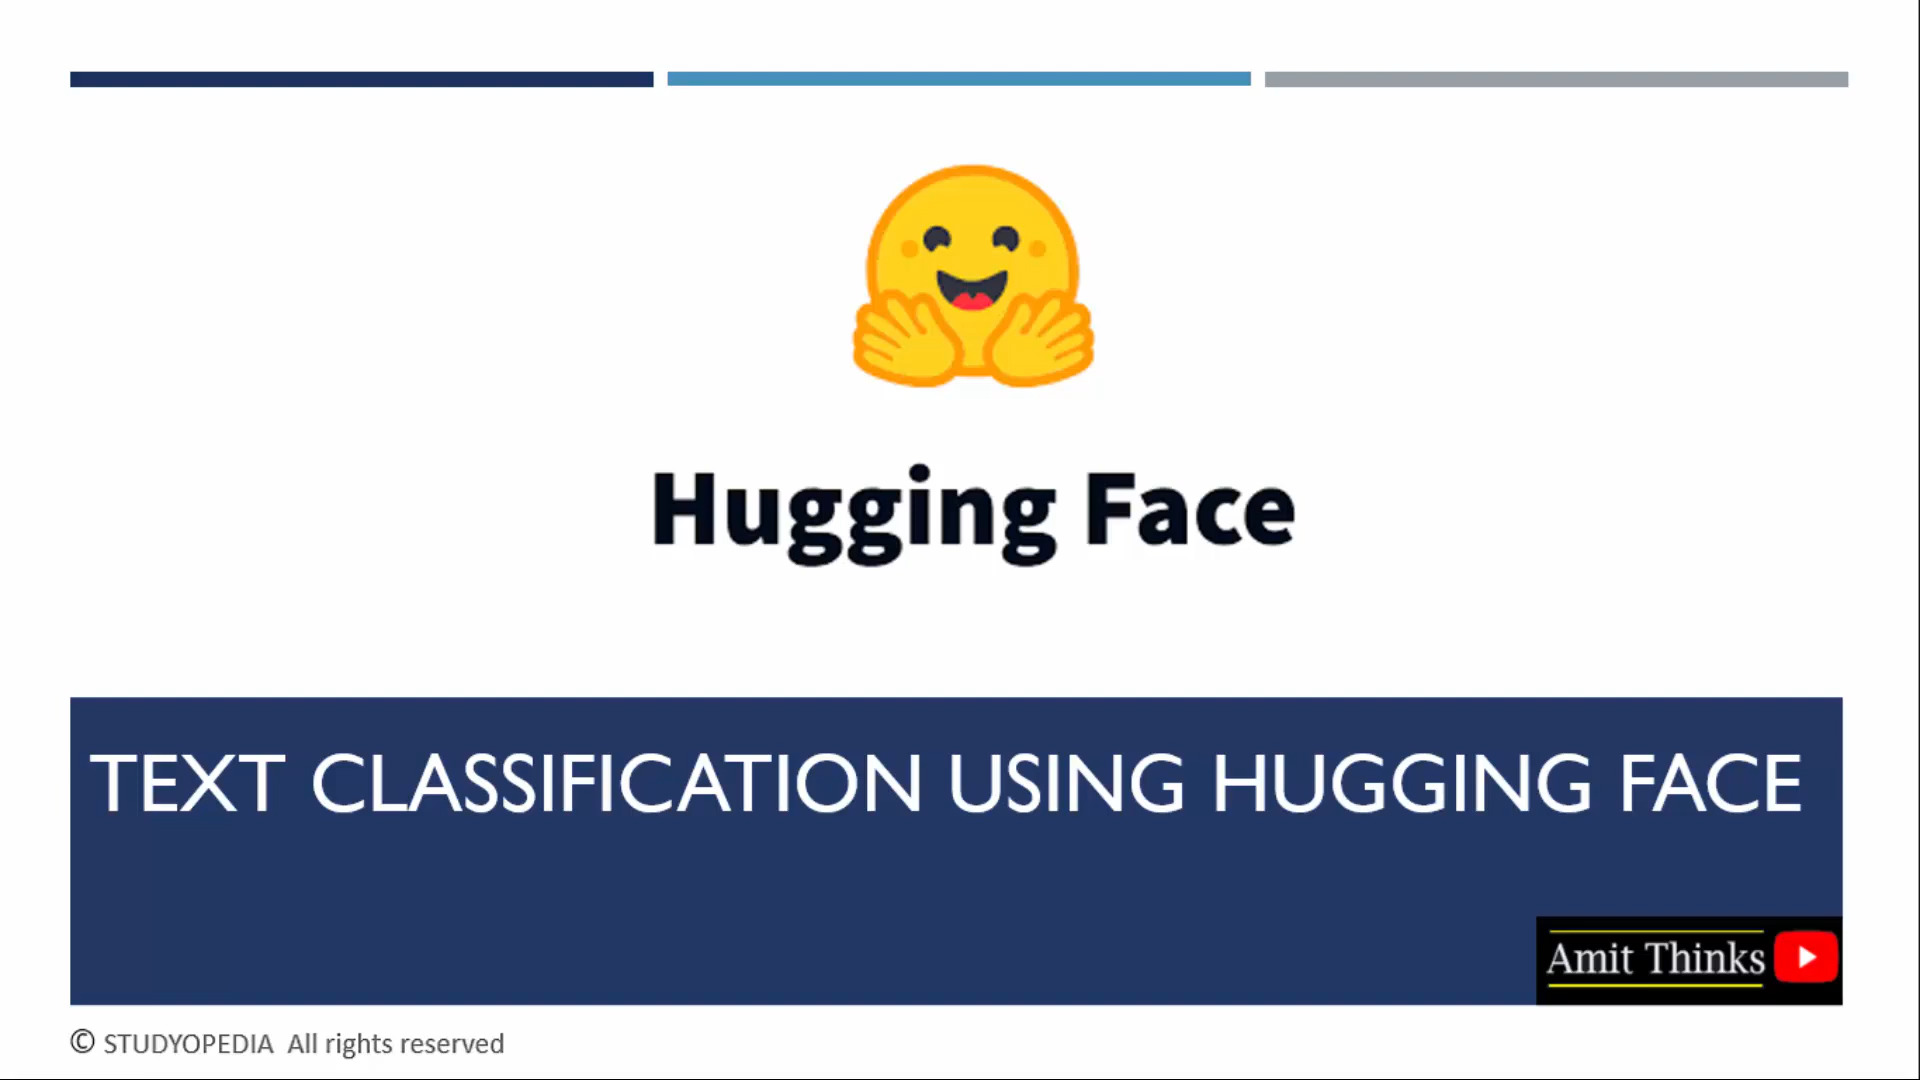 Hugging Face
TEXT CLASSIFICATION USING HUGGING FACE
Amit Thinks
© STUDYOPEDIA All rights reserved